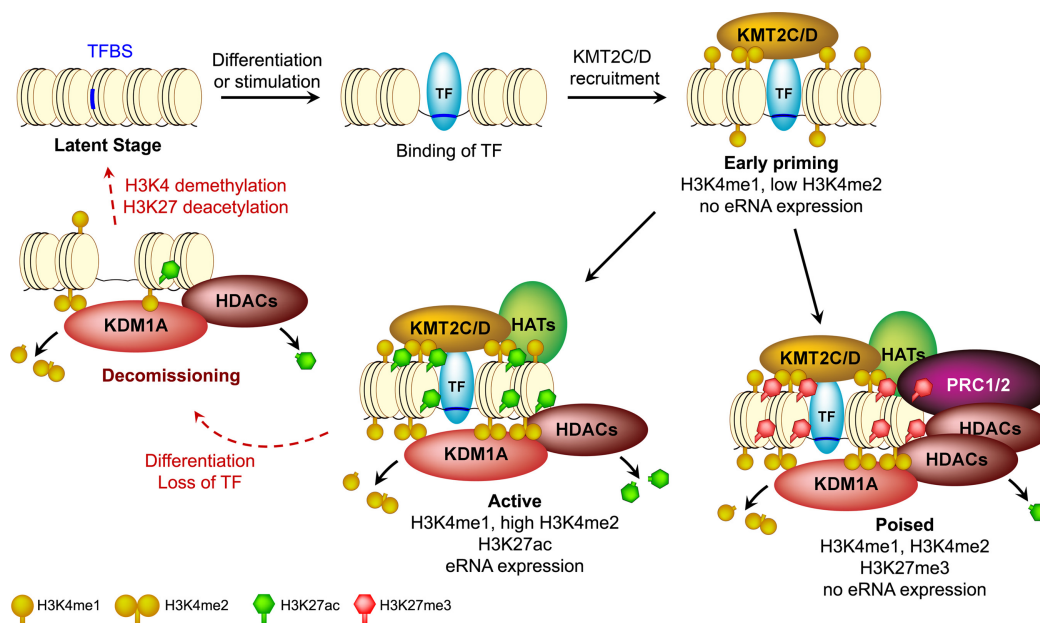 TFBS
Latent Stage
Differentiation
or stimulation
TF
Binding of TF
KMT2C/D
recruitment
KMT2C/D
TF
Early priming
H3K4me1, low H3K4me2
no eRNA expression
H3K4 demethylation
H3K27 deacetylation
HDACs
KDM1A
Decomissioning
Differentiation
Loss of TF
KMT2C/D
HATs
TF
HDACs
KDM1A
Active
H3K4me1, high H3K4me2
H3K27ac
eRNA expression
KMT2C/D
HATs
PRC1/2
TF
HDACs
HDACs
KDM1A
Poised
H3K4me1, H3K4me2
H3K27me3
no eRNA expression
H3K4me1
H3K4me2
H3K27ac
H3K27me3